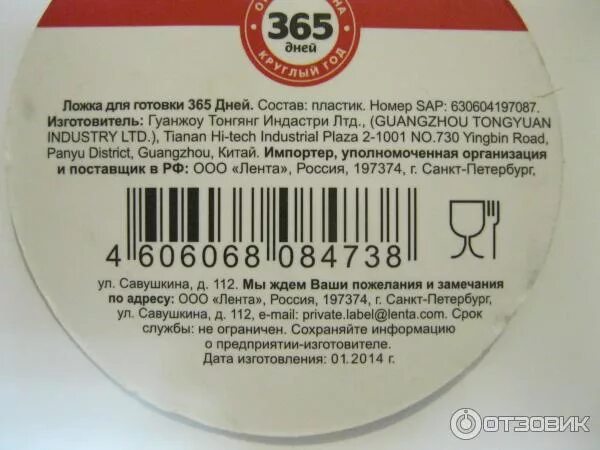 365
дней
КРУГЛЫЙ ГОД
Ложка для готовки 365 Дней. Состав: пластик. Номер SAP: 630604197087.
Изготовитель: Гуанжоу Тонгянг Индастри Лтд., (GUANGZHOU TONGYUAN
INDUSTRY LTD.), Tianan Hi-tech Industrial Plaza 2-1001 NO.730 Yingbin Road,
Panyu District, Guangzhou, Китай. Импортер, уполномоченная организация
и поставщик в РФ: ООО «Лента», Россия, 197374, г. Санкт-Петербург,
4 606068 084738
ул. Савушкина, д. 112. Мы ждем Ваши пожелания и замечания
по адресу: ООО «Лента», Россия, 197374, г. Санкт-Петербург,
ул. Савушкина, д. 112, e-mail: private.label@lenta.com. Срок
службы: не ограничен. Сохраняйте информацию
о предприятии-изготовителе.
Дата изготовления: 01.2014 г.
ОТЗОВИК